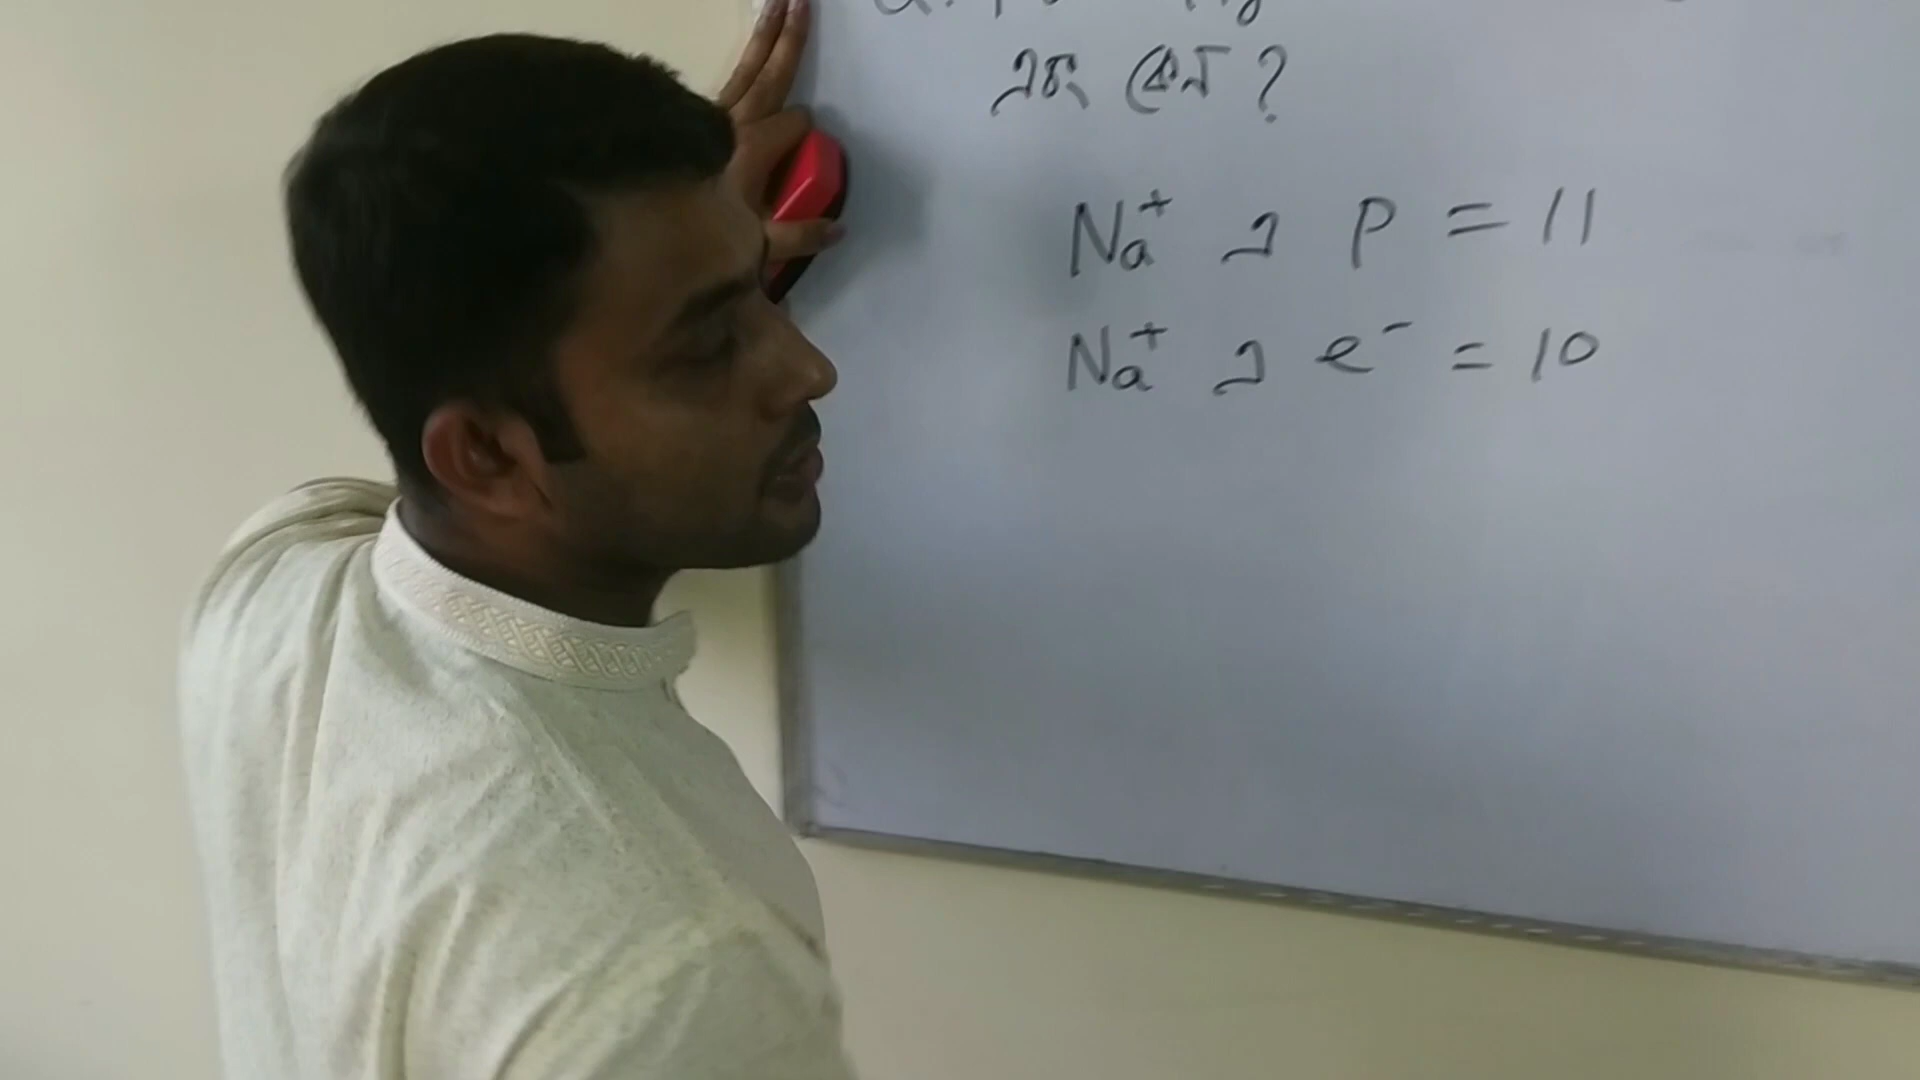 এবং কেন ?
Na⁺ এ P = 11
Na⁺ এ e⁻ = 10